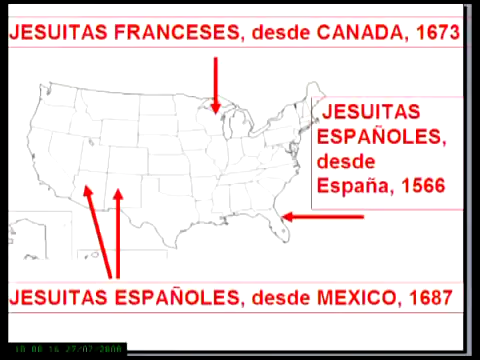 JESUITAS FRANCESES, desde CANADA, 1673
JESUITAS
ESPAÑOLES,
desde
España, 1566
JESUITAS ESPAÑOLES, desde MEXICO, 1687